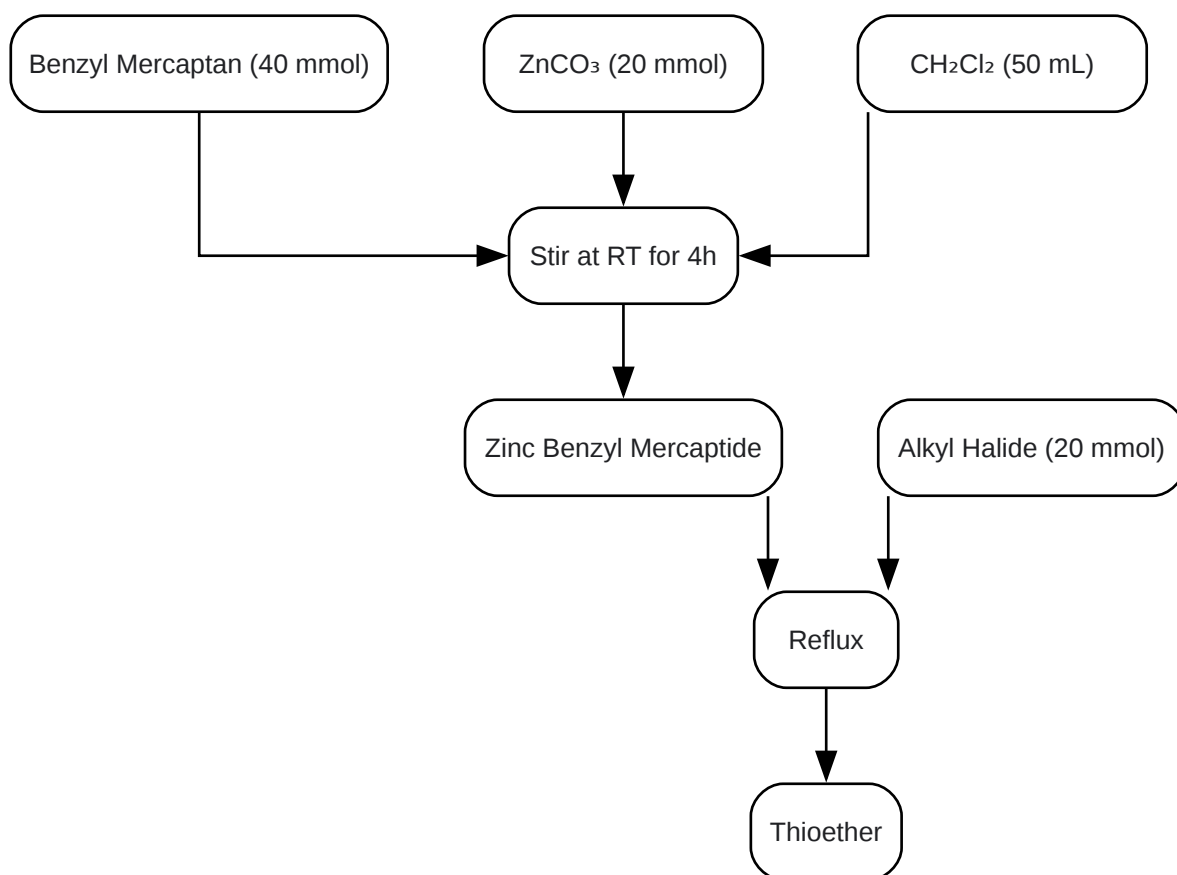 Benzyl Mercaptan (40 mmol)
ZnCO₃ (20 mmol)
CH₂Cl₂ (50 mL)
Stir at RT for 4h
Zinc Benzyl Mercaptide
Alkyl Halide (20 mmol)
Reflux
Thioether